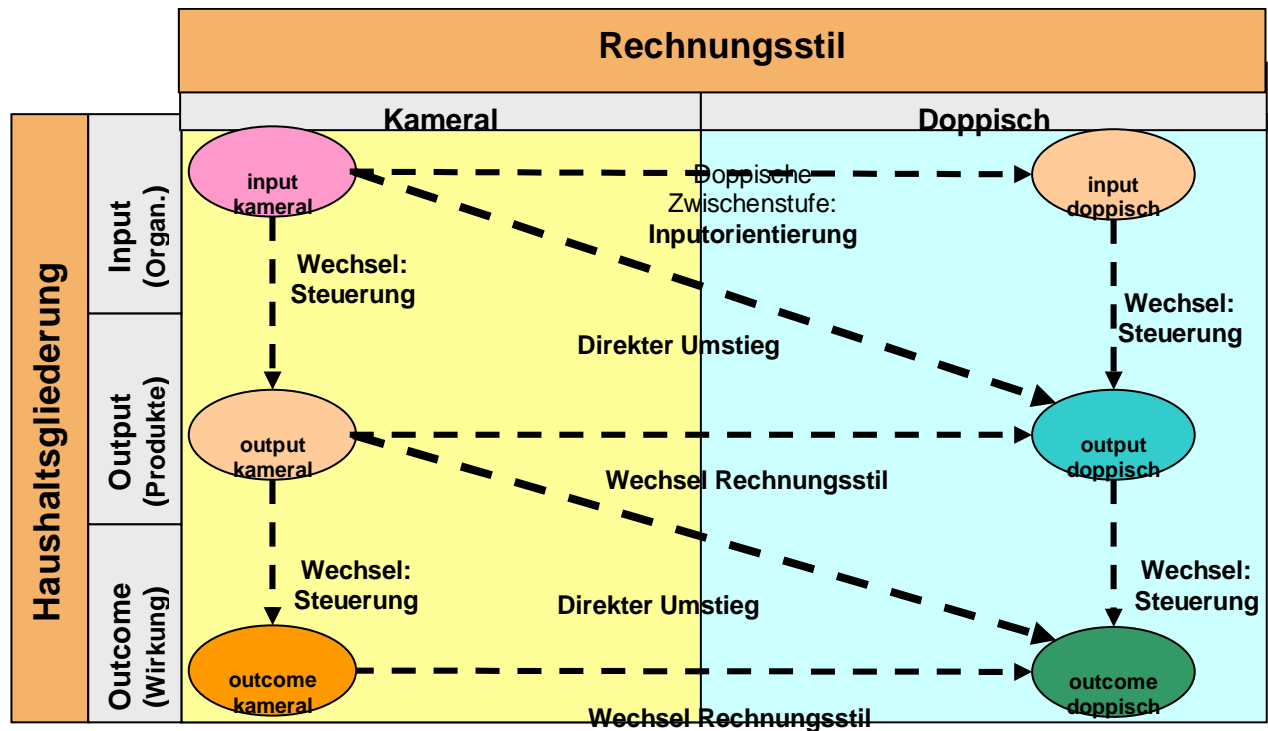 Rechnungsstil
Kameral
Doppisch
Haushaltsgliederung
Input
(Organ.)
input
kameral
Doppische
Zwischenstufe:
Inputorientierung
input
doppisch
Wechsel:
Steuerung
Wechsel:
Steuerung
Direkter Umstieg
Output
(Produkte)
output
kameral
output
doppisch
Wechsel Rechnungsstil
Wechsel:
Steuerung
Wechsel:
Steuerung
Direkter Umstieg
Outcome
(Wirkung)
outcome
kameral
outcome
doppisch
Wechsel Rechnungsstil